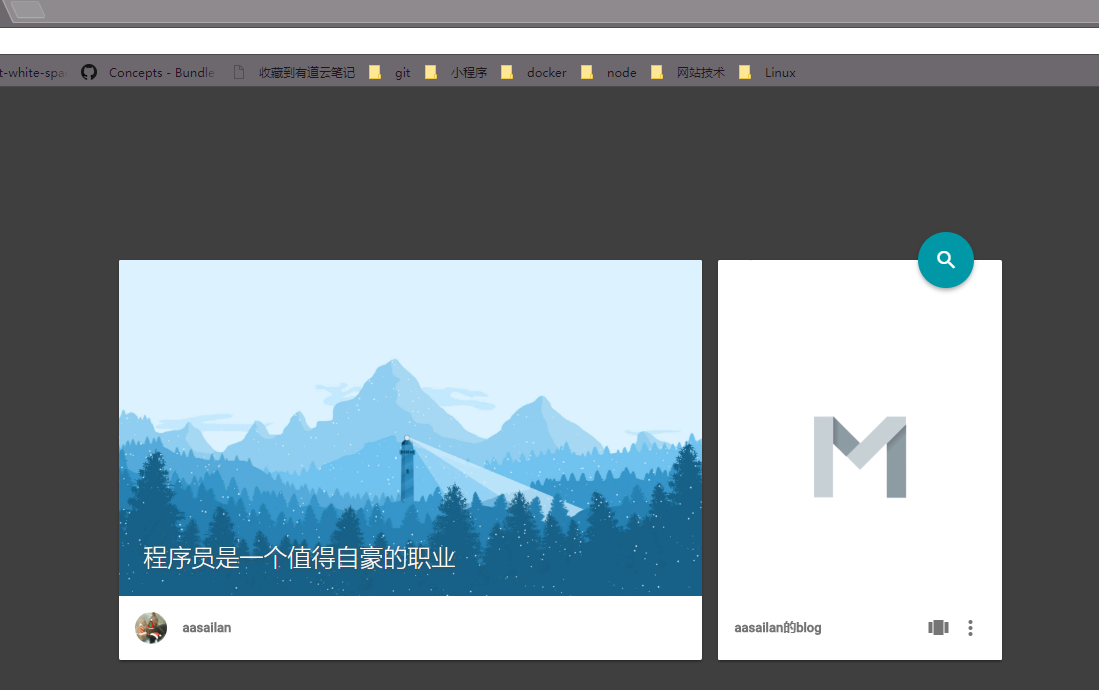 t-white-spa Concepts - Bundle 收藏到有道云笔记 git 小程序 docker node 网站技术 Linux
程序员是一个值得自豪的职业
aasailan
aasailan的blog